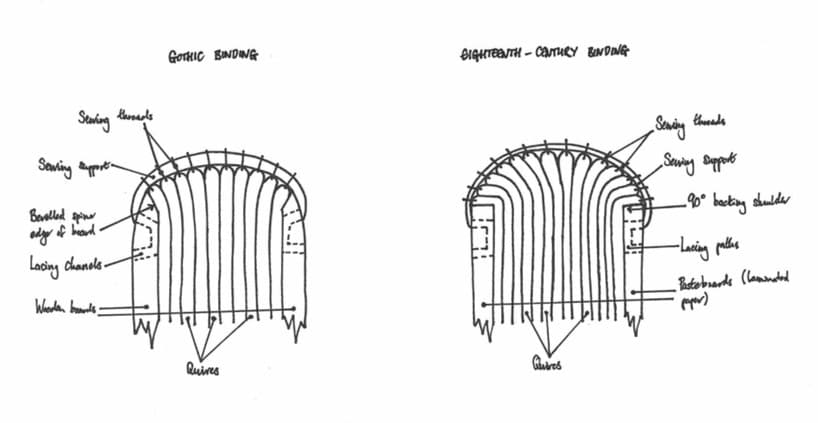 GOTHIC BINDING
Sewing threads
Sewing support
Bevelled spine
edge of board
Lacing channels
Wooden boards
Quires
EIGHTEENTH-CENTURY BINDING
Sewing threads
Sewing support
90° backing shoulder
Lacing paths
Pasteboards (laminated
paper)
Quires